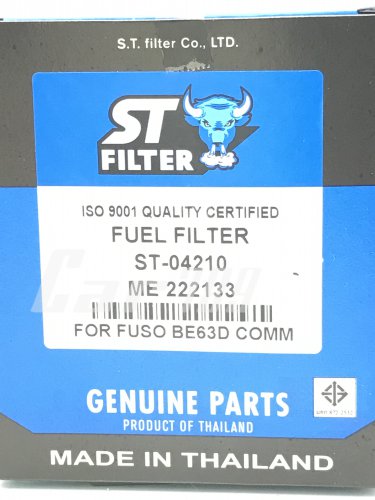 S.T. filter Co., LTD.
ST
FILTER
ISO 9001 QUALITY CERTIFIED
FUEL FILTER
ST-04210
ME 222133
FOR FUSO BE63D COMM
GENUINE PARTS
PRODUCT OF THAILAND
MADE IN THAILAND